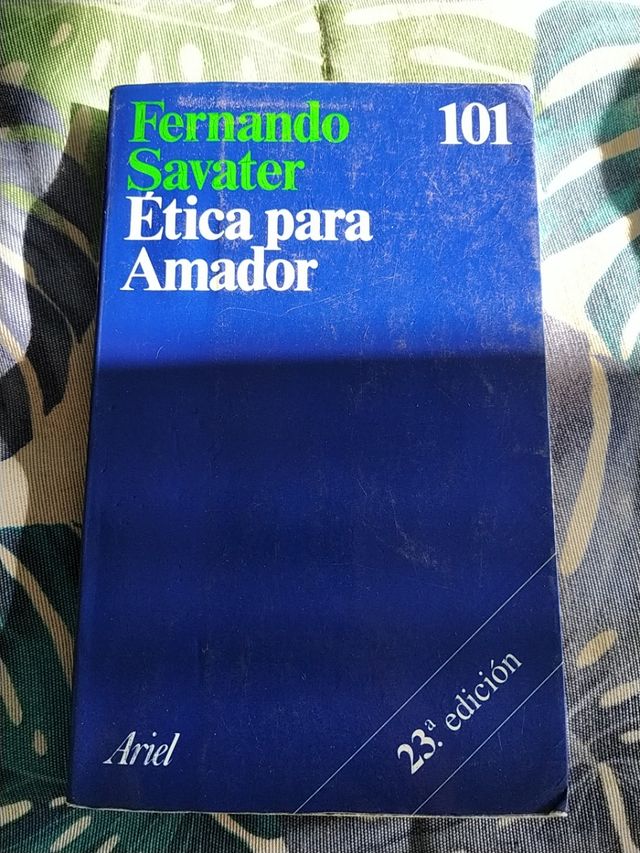 Fernando
Savater
101
Ética para
Amador
23.ª edición
Ariel